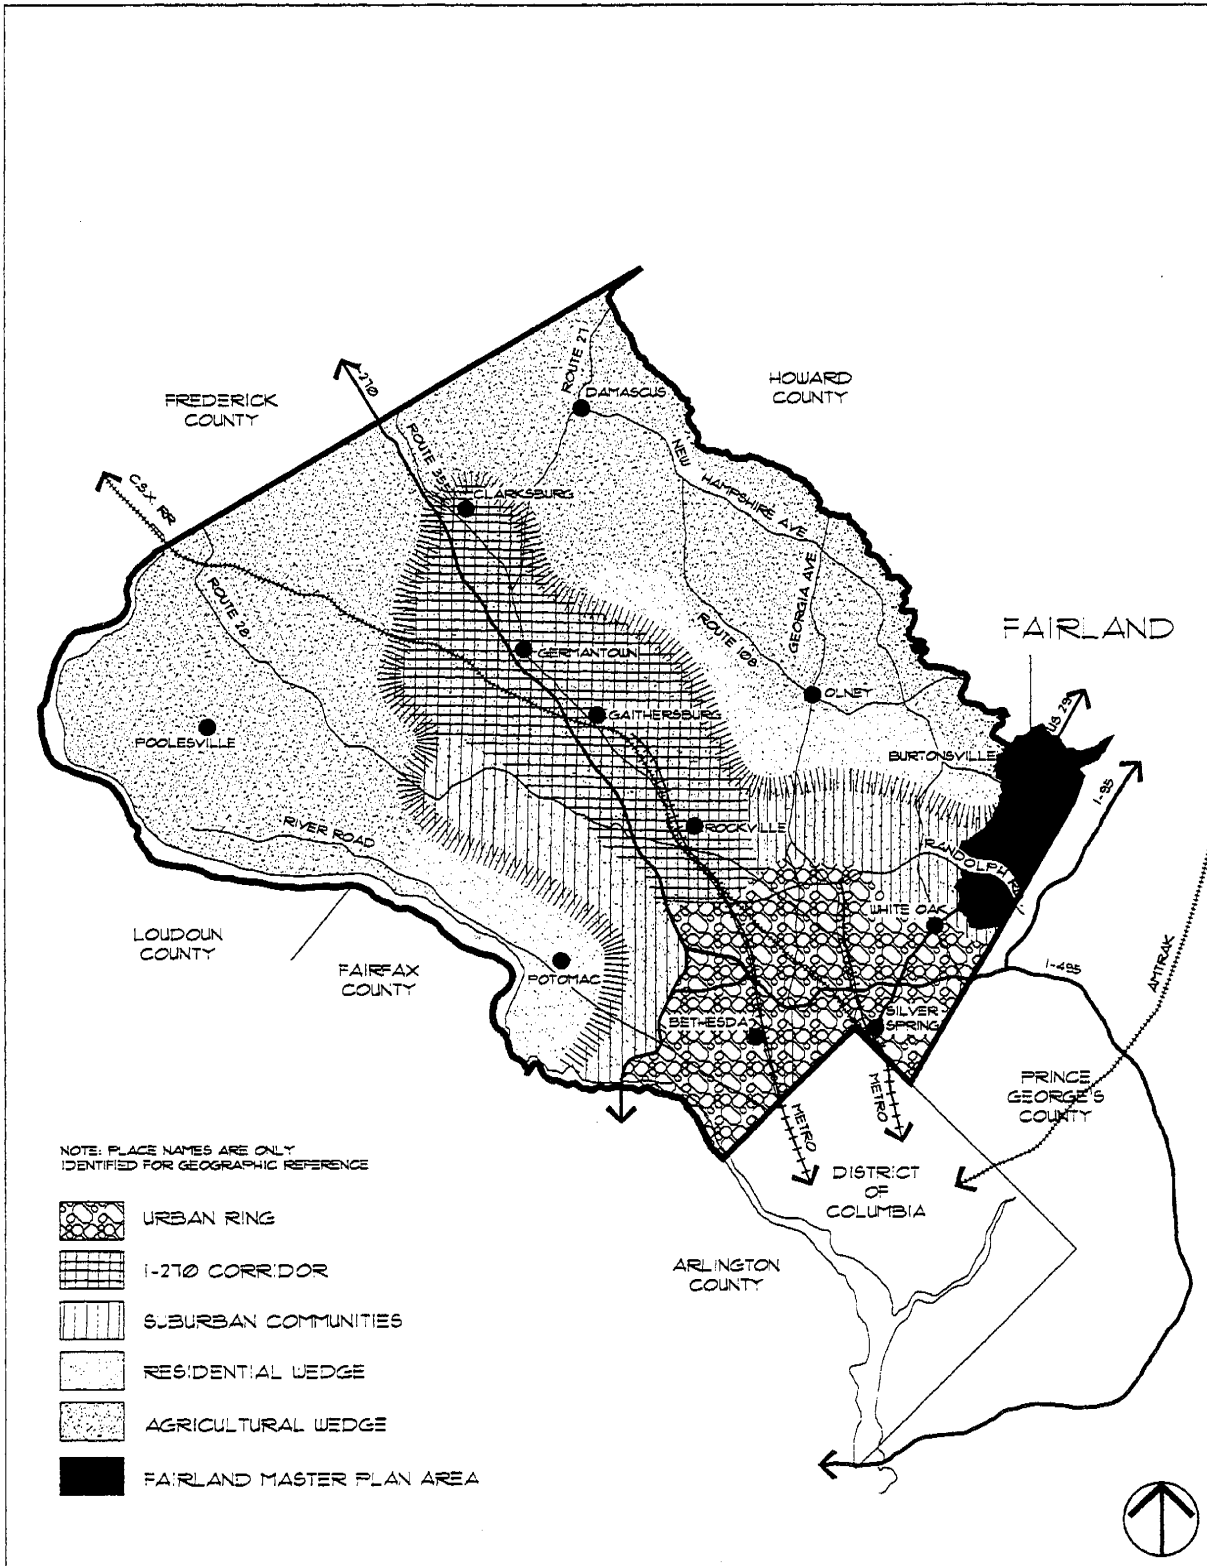 FREDERICK
COUNTY
HOWARD
COUNTY
I-270
ROUTE 27
DAMASCUS
ROUTE 355
C.S.X. RR
CLARKSBURG
NEW HAMPSHIRE AVE
GEORGIA AVE
ROUTE 28
ROUTE 108
FAIRLAND
GERMANTOWN
OLNEY
GAITHERSBURG
US 29
POOLESVILLE
BURTONSVILLE
I-95
RIVER ROAD
ROCKVILLE
RANDOLPH R
WHITE OAK
LOUDOUN
COUNTY
FAIRFAX
COUNTY
POTOMAC
I-495
AMTRAK
BETHESDA
SILVER
SPRING
PRINCE
GEORGE'S
COUNTY
METRO
METRO
DISTRICT
OF
COLUMBIA
ARLINGTON
COUNTY
NOTE: PLACE NAMES ARE ONLY
IDENTIFIED FOR GEOGRAPHIC REFERENCE
URBAN RING
I-270 CORRIDOR
SUBURBAN COMMUNITIES
RESIDENTIAL WEDGE
AGRICULTURAL WEDGE
FAIRLAND MASTER PLAN AREA